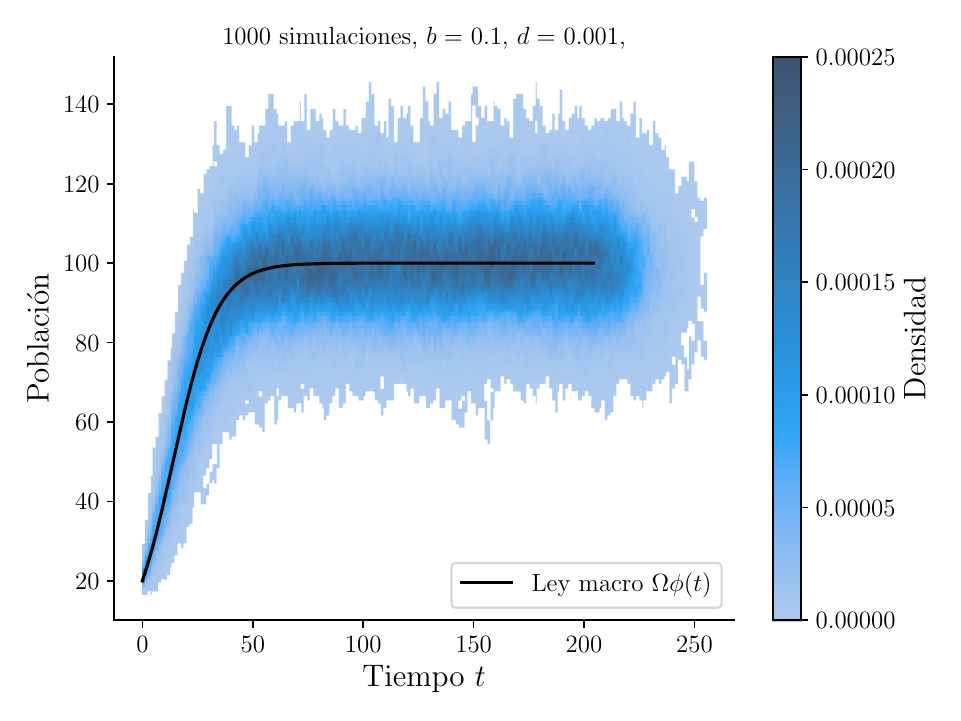 1000 simulaciones, b = 0.1, d = 0.001,
Población
140
120
100
80
60
40
20
0 50 100 150 200 250
Tiempo t
Ley macro Ωϕ(t)
0.00025
0.00020
0.00015
0.00010
0.00005
0.00000
Densidad